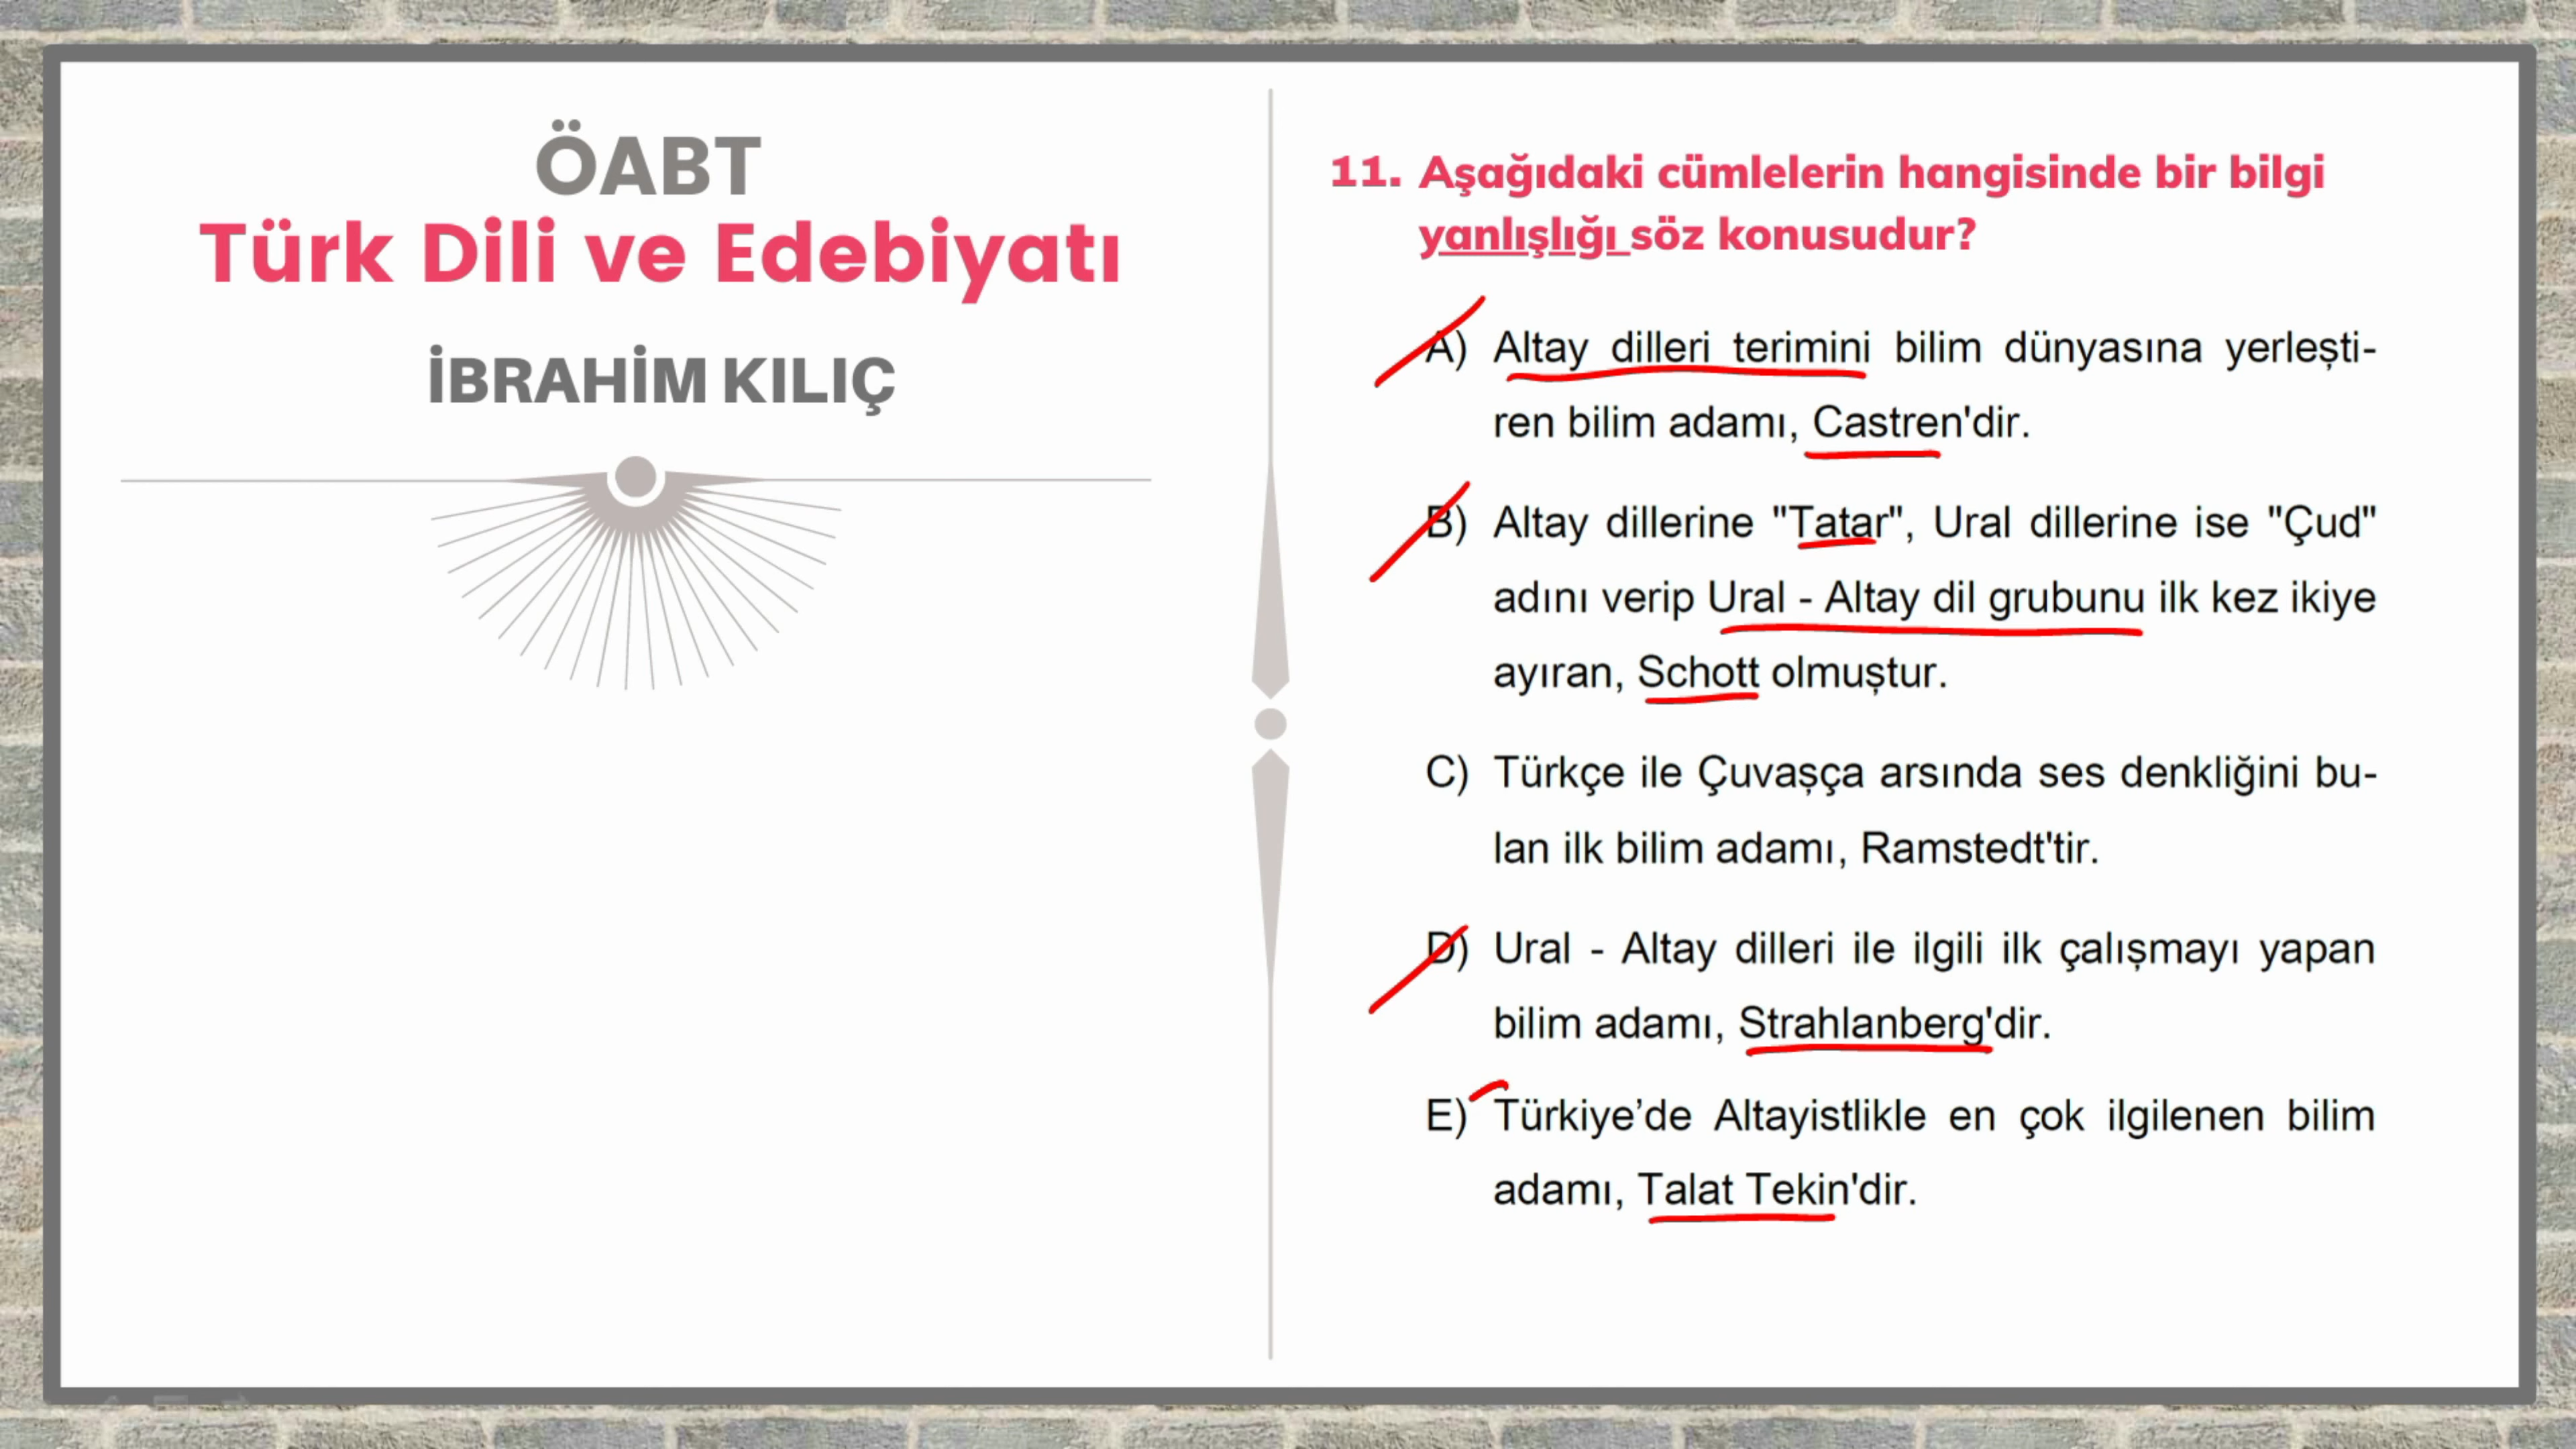 ÖABT
Türk Dili ve Edebiyatı
İBRAHİM KILIÇ
11. Aşağıdaki cümlelerin hangisinde bir bilgi
yanlışlığı söz konusudur?
A) Altay dilleri terimini bilim dünyasına yerleşti-
ren bilim adamı, Castren'dir.
B) Altay dillerine "Tatar", Ural dillerine ise "Çud"
adını verip Ural - Altay dil grubunu ilk kez ikiye
ayıran, Schott olmuştur.
C) Türkçe ile Çuvaşça arsında ses denkliğini bu-
lan ilk bilim adamı, Ramstedt'tir.
D) Ural - Altay dilleri ile ilgili ilk çalışmayı yapan
bilim adamı, Strahlanberg'dir.
E) Türkiye’de Altayistlikle en çok ilgilenen bilim
adamı, Talat Tekin'dir.